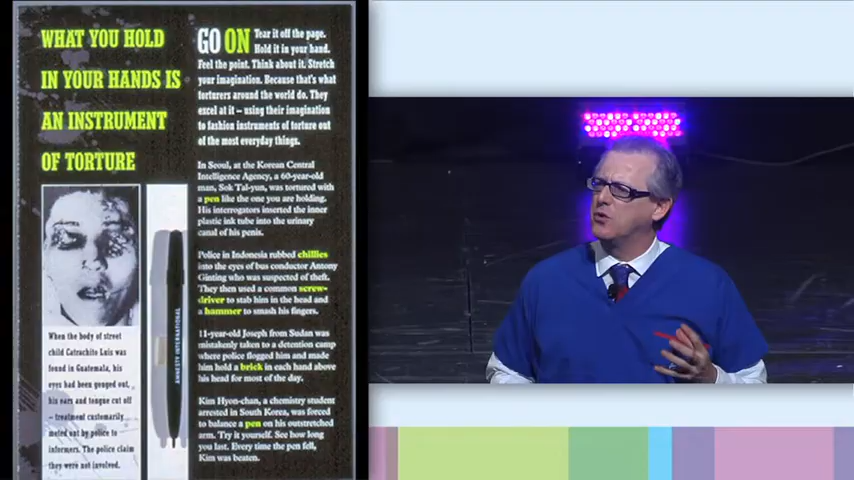 WHAT YOU HOLD
IN YOUR HANDS IS
AN INSTRUMENT
OF TORTURE
When the body of street
child Catrachito Luis was
found in Guatemala, his
eyes had been gouged out,
his ears and tongue cut off
– treatment customarily
meted out by police to
informers. The police claim
they were not involved.
AMNESTY INTERNATIONAL
GO ON Tear it off the page.
Hold it in your hand.
Feel the point. Think about it. Stretch
your imagination. Because that's what
torturers around the world do. They
excel at it – using their imagination
to fashion instruments of torture out
of the most everyday things.
In Seoul, at the Korean Central
Intelligence Agency, a 60-year-old
man, Sok Tal-yun, was tortured with
a pen like the one you are holding.
His interrogators inserted the inner
plastic ink tube into the urinary
canal of his penis.
Police in Indonesia rubbed chillies
into the eyes of bus conductor Antony
Ginting who was suspected of theft.
They then used a common screw-
driver to stab him in the head and
a hammer to smash his fingers.
11-year-old Joseph from Sudan was
mistakenly taken to a detention camp
where police flogged him and made
him hold a brick in each hand above
his head for most of the day.
Kim Hyon-chan, a chemistry student
arrested in South Korea, was forced
to balance a pen on his outstretched
arm. Try it yourself. See how long
you last. Every time the pen fell,
Kim was beaten.